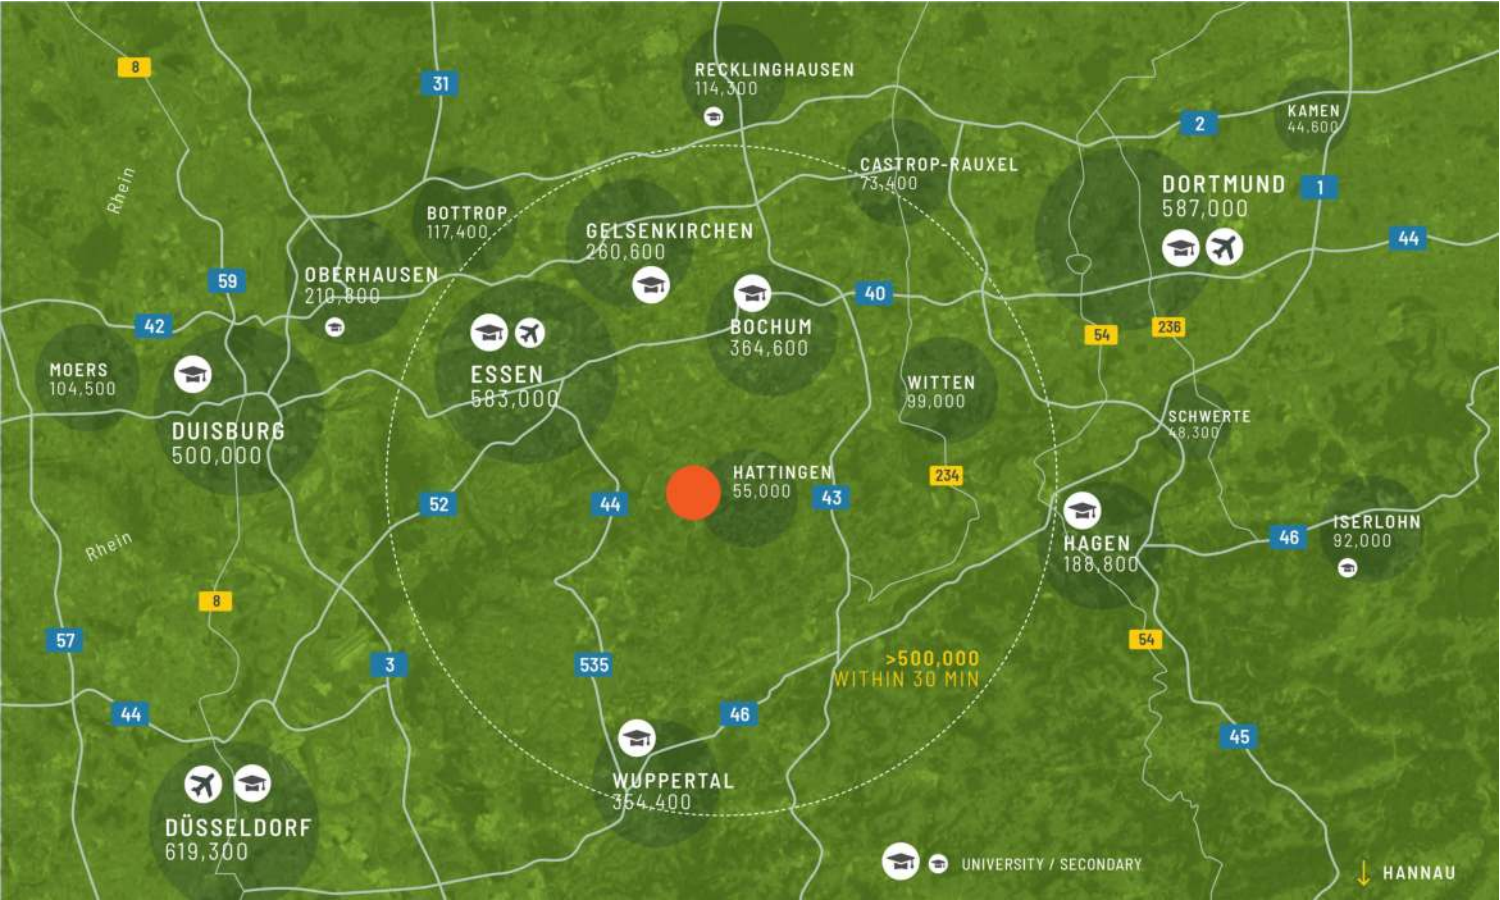 8
31
RECKLINGHAUSEN
114,300
2
KAMEN
44,600
Rhein
CASTROP-RAUXEL
73,400
DORTMUND
587,000
1
44
BOTTROP
117,400
GELSENKIRCHEN
260,600
OBERHAUSEN
210,800
59
42
40
BOCHUM
364,600
54
236
MOERS
104,500
ESSEN
583,000
WITTEN
99,000
SCHWERTE
48,300
DUISBURG
500,000
HATTINGEN
55,000
52
44
43
234
HAGEN
188,800
46
ISERLOHN
92,000
Rhein
8
57
3
535
54
>500,000
WITHIN 30 MIN
44
46
45
WUPPERTAL
354,400
DÜSSELDORF
619,300
UNIVERSITY / SECONDARY
HANNAU